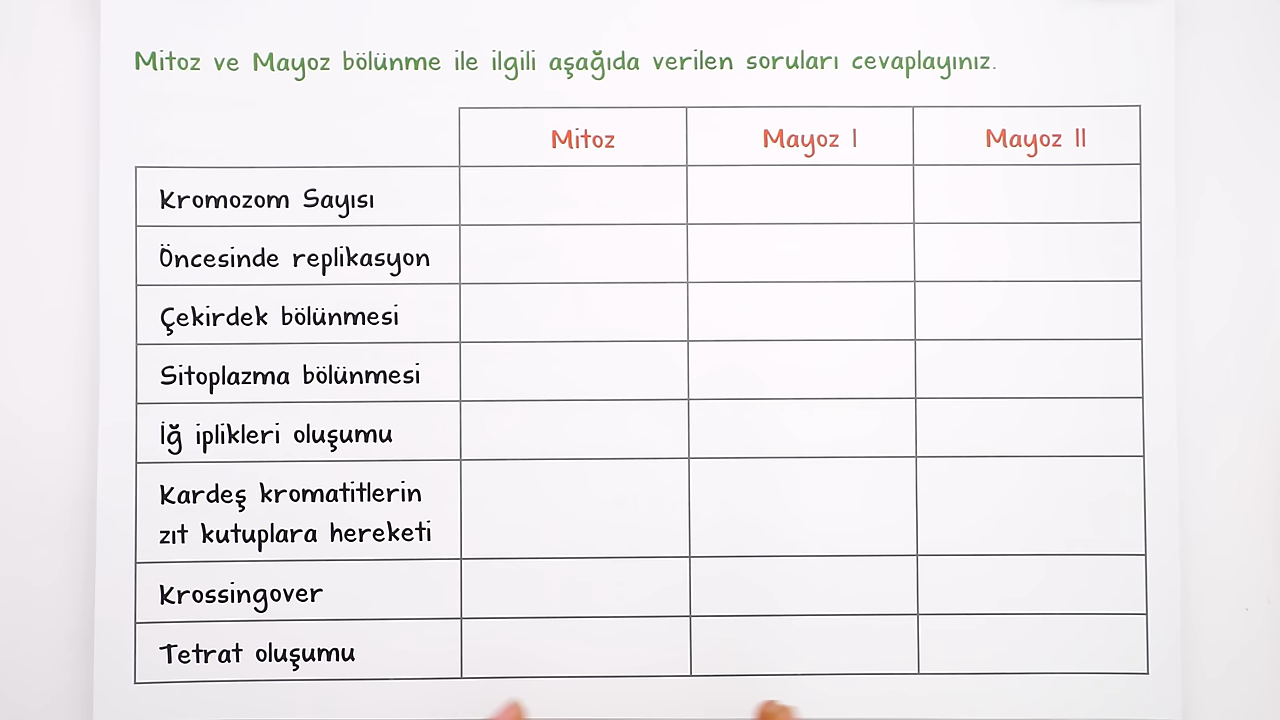 Mitoz ve Mayoz bölünme ile ilgili aşağıda verilen soruları cevaplayınız.
Mitoz Mayoz I Mayoz II
Kromozom Sayısı
Öncesinde replikasyon
Çekirdek bölünmesi
Sitoplazma bölünmesi
İğ iplikleri oluşumu
Kardeş kromatitlerin
zıt kutuplara hereketi
Krossingover
Tetrat oluşumu